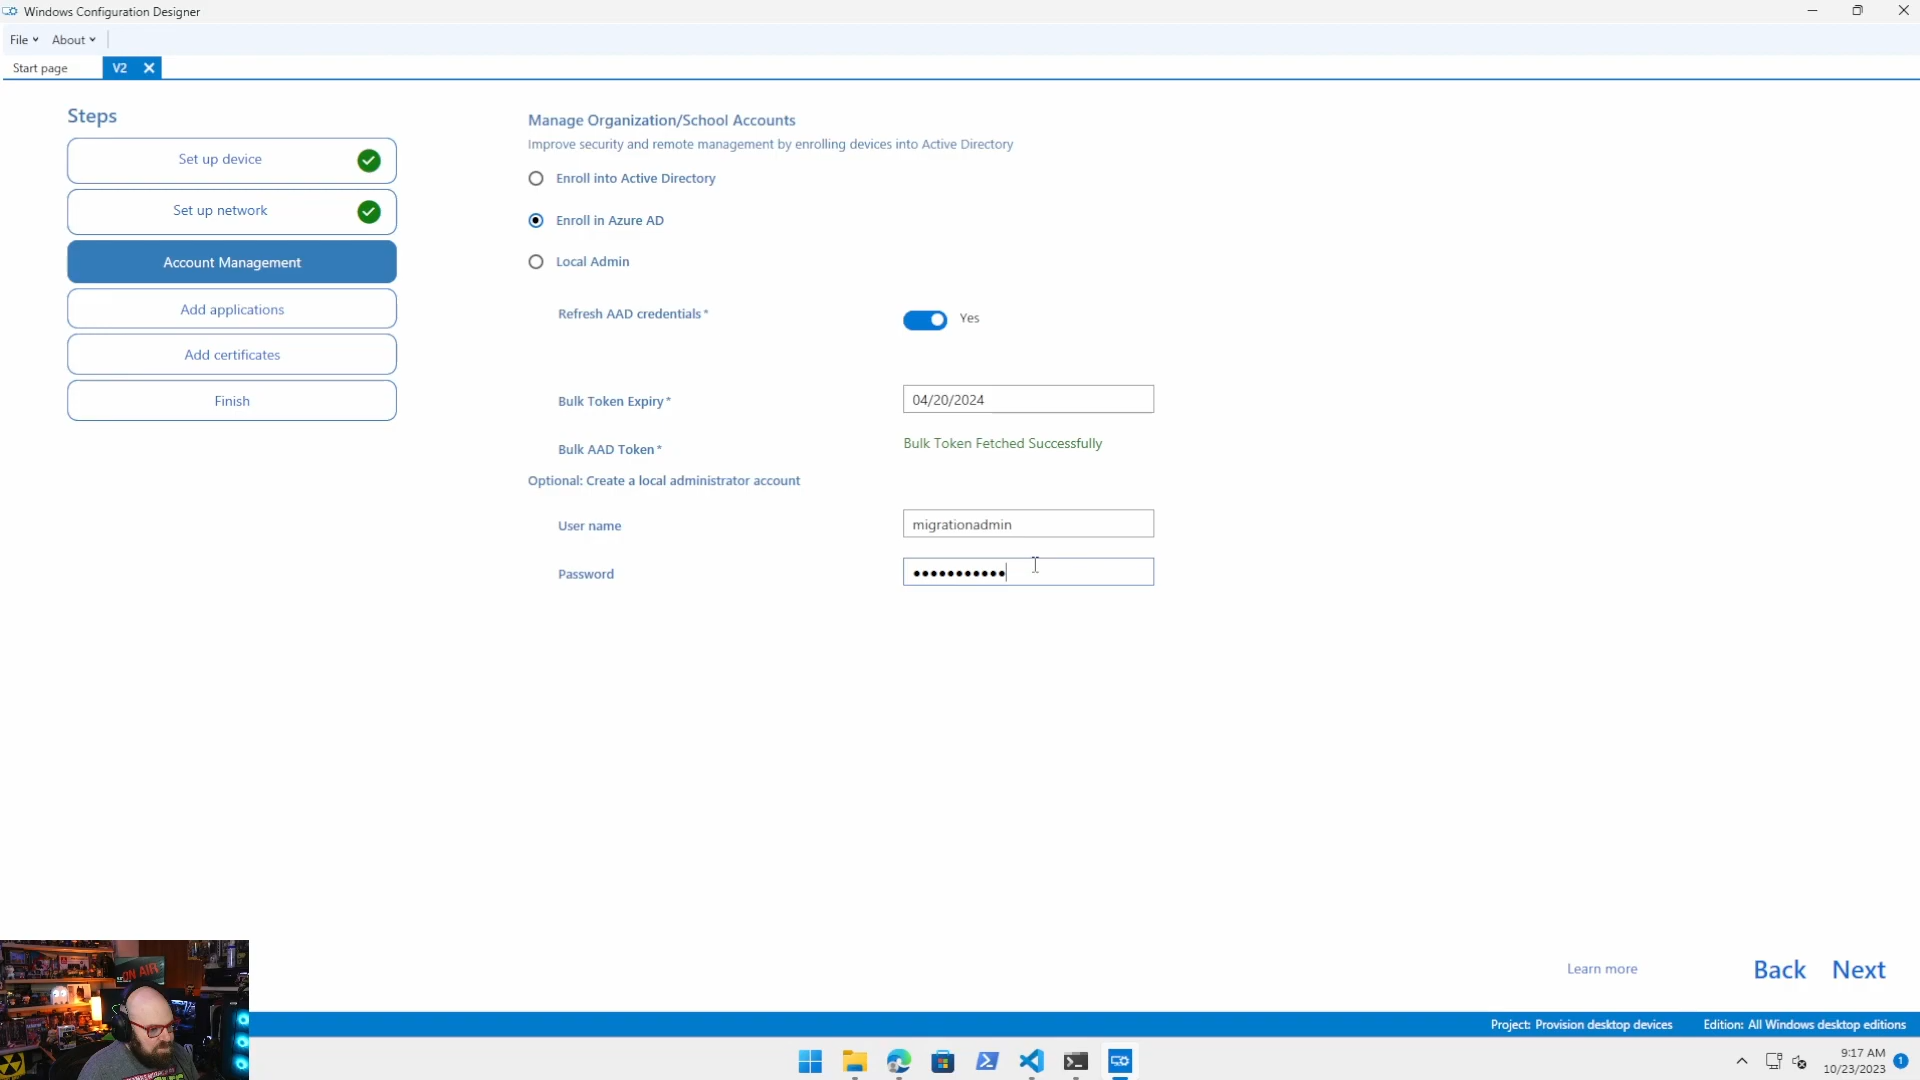 Windows Configuration Designer
File
About
Start page
V2
Steps
Set up device
Set up network
Account Management
Add applications
Add certificates
Finish
Manage Organization/School Accounts
Improve security and remote management by enrolling devices into Active Directory
Enroll into Active Directory
Enroll in Azure AD
Local Admin
Refresh AAD credentials*
Yes
Bulk Token Expiry*
04/20/2024
Bulk AAD Token*
Bulk Token Fetched Successfully
Optional: Create a local administrator account
User name
migrationadmin
Password
•••••••••••
Learn more
Back
Next
ON AIR
Project: Provision desktop devices
Edition: All Windows desktop editions
9:17 AM
10/23/2023
1